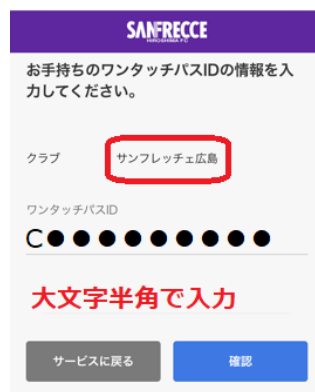 SANFRECCE
HIROSHIMA FC
お手持ちのワンタッチパスIDの情報を入
力してください。
クラブ サンフレッチェ広島
ワンタッチパスID
C●●●●●●●●●
大文字半角で入力
サービスに戻る 確認